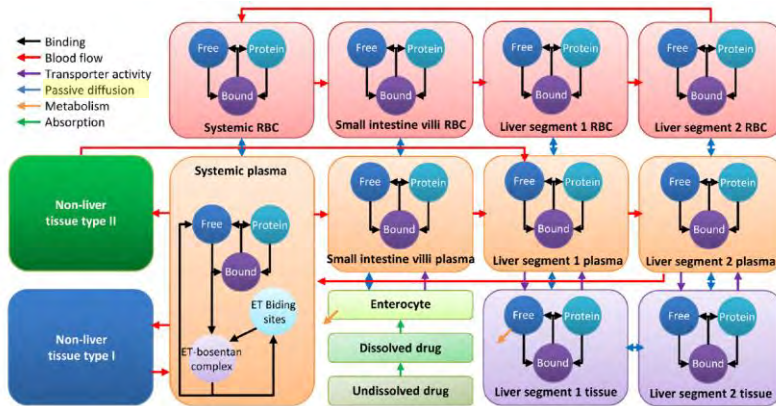 Binding
Blood flow
Transporter activity
Passive diffusion
Metabolism
Absorption
Free
Protein
Bound
Systemic RBC
Free
Protein
Bound
Small intestine villi RBC
Free
Protein
Bound
Liver segment 1 RBC
Free
Protein
Bound
Liver segment 2 RBC
Non-liver
tissue type II
Non-liver
tissue type I
Systemic plasma
Free
Protein
Bound
ET Biding
sites
ET-bosentan
complex
Free
Protein
Bound
Small intestine villi plasma
Free
Protein
Bound
Liver segment 1 plasma
Free
Protein
Bound
Liver segment 2 plasma
Enterocyte
Dissolved drug
Undissolved drug
Free
Protein
Bound
Liver segment 1 tissue
Free
Protein
Bound
Liver segment 2 tissue